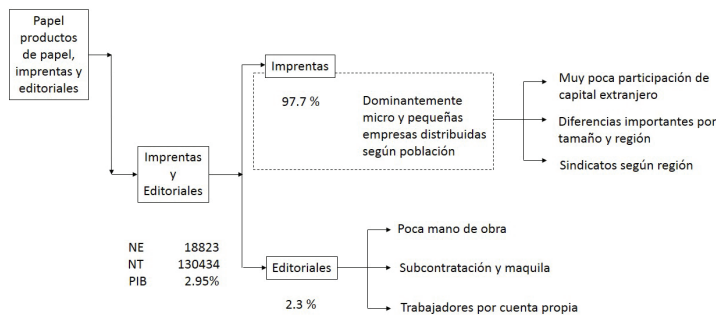 Papel
productos
de papel,
imprentas y
editoriales
Imprentas
y
Editoriales
NE 18823
NT 130434
PIB 2.95%
Imprentas
97.7 %
Dominantemente
micro y pequeñas
empresas distribuidas
según población
Muy poca participación de
capital extranjero
Diferencias importantes por
tamaño y región
Sindicatos según región
Editoriales
2.3 %
Poca mano de obra
Subcontratación y maquila
Trabajadores por cuenta propia